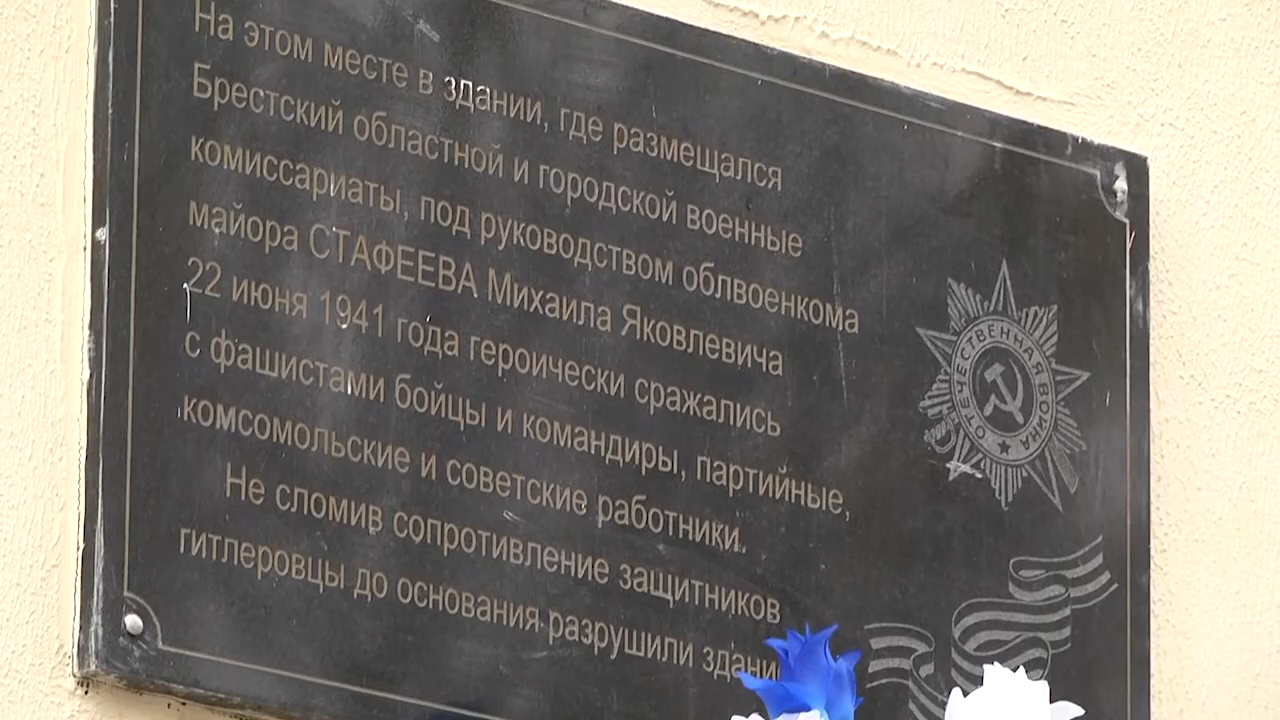 На этом месте в здании, где размещался
Брестский областной и городской военные
комиссариаты, под руководством облвоенкома
майора СТАФЕЕВА Михаила Яковлевича
22 июня 1941 года героически сражались
с фашистами бойцы и командиры, партийные,
комсомольские и советские работники.
Не сломив сопротивление защитников
гитлеровцы до основания разрушили
ОТЕЧЕСТВЕННАЯ ВОЙНА